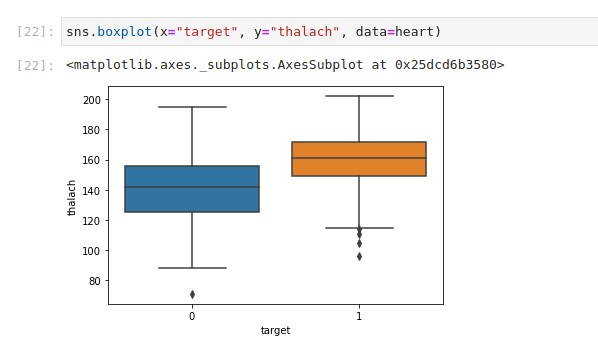 [22]: sns.boxplot(x="target", y="thalach", data=heart)
[22]: <matplotlib.axes._subplots.AxesSubplot at 0x25dcd6b3580>
200
180
160
140
120
100
80
thalach
0 1
target